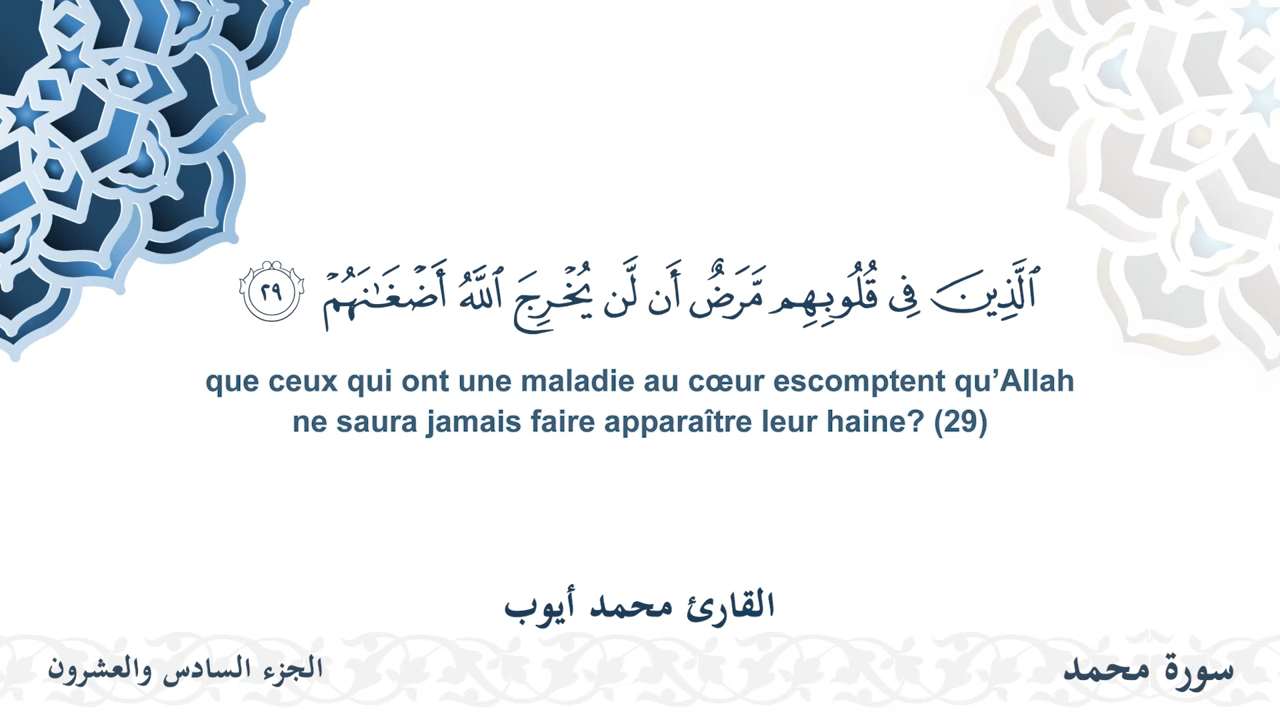 ٱلَّذِينَ فِى قُلُوبِهِم مَّرَضٌ أَن لَّن يُخْرِجَ ٱللَّهُ أَضْغَـٰنَهُمْ ٢٩
que ceux qui ont une maladie au cœur escomptent qu’Allah
ne saura jamais faire apparaître leur haine? (29)
القارئ محمد أيوب
سورة محمد
الجزء السادس والعشرون